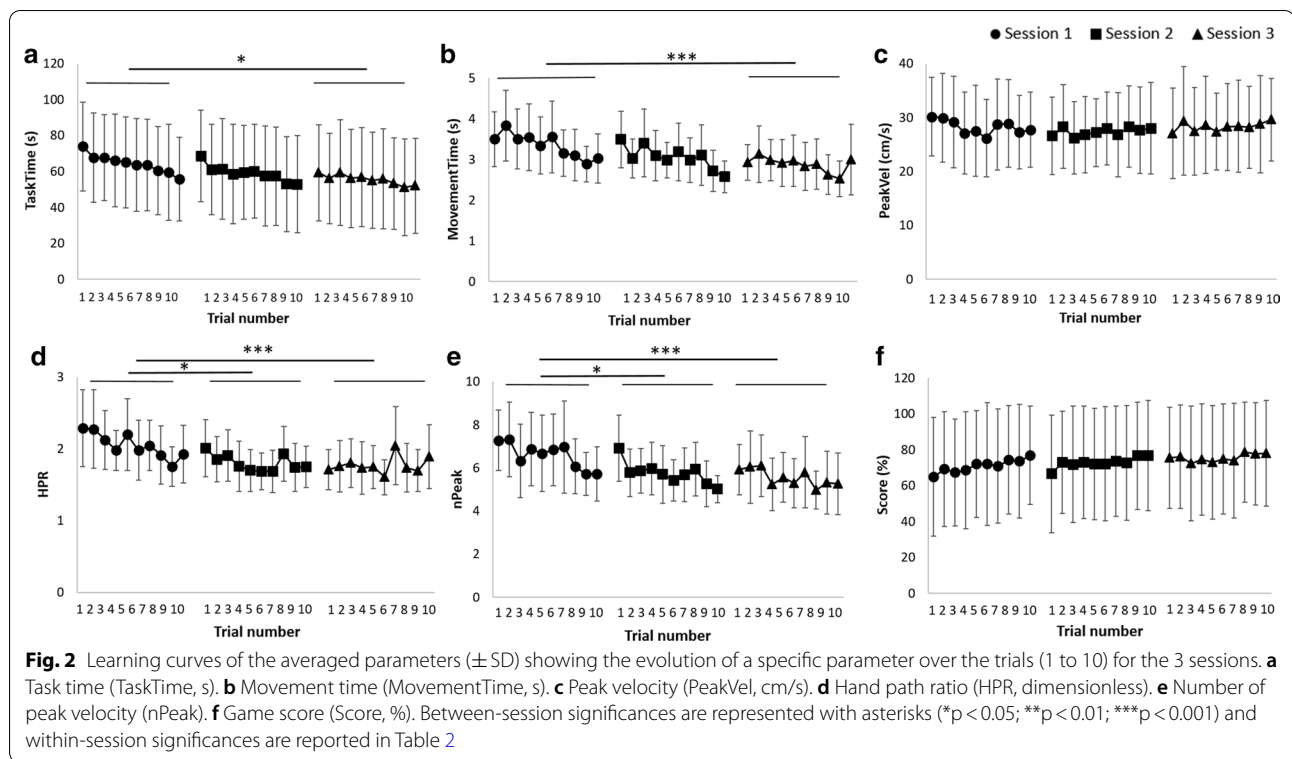 ● Session 1 ■ Session 2 ▲ Session 3
a
*
TaskTime (s)
120
100
80
60
40
20
0
1 2 3 4 5 6 7 8 9 10 1 2 3 4 5 6 7 8 9 10 1 2 3 4 5 6 7 8 9 10
Trial number
b
***
MovementTime (s)
5
4
3
2
1
0
1 2 3 4 5 6 7 8 9 10 1 2 3 4 5 6 7 8 9 10 1 2 3 4 5 6 7 8 9 10
Trial number
c
PeakVel (cm/s)
40
30
20
10
0
1 2 3 4 5 6 7 8 9 10 1 2 3 4 5 6 7 8 9 10 1 2 3 4 5 6 7 8 9 10
Trial number
d
***
*
HPR
3
2
1
0
1 2 3 4 5 6 7 8 9 10 1 2 3 4 5 6 7 8 9 10 1 2 3 4 5 6 7 8 9 10
Trial number
e
***
*
nPeak
10
8
6
4
2
0
1 2 3 4 5 6 7 8 9 10 1 2 3 4 5 6 7 8 9 10 1 2 3 4 5 6 7 8 9 10
Trial number
f
Score (%)
120
100
80
60
40
20
0
1 2 3 4 5 6 7 8 9 10 1 2 3 4 5 6 7 8 9 10 1 2 3 4 5 6 7 8 9 10
Trial number
Fig. 2 Learning curves of the averaged parameters (± SD) showing the evolution of a specific parameter over the trials (1 to 10) for the 3 sessions. a
Task time (TaskTime, s). b Movement time (MovementTime, s). c Peak velocity (PeakVel, cm/s). d Hand path ratio (HPR, dimensionless). e Number of
peak velocity (nPeak). f Game score (Score, %). Between-session significances are represented with asterisks (*p < 0.05; **p < 0.01; ***p < 0.001) and
within-session significances are reported in Table 2